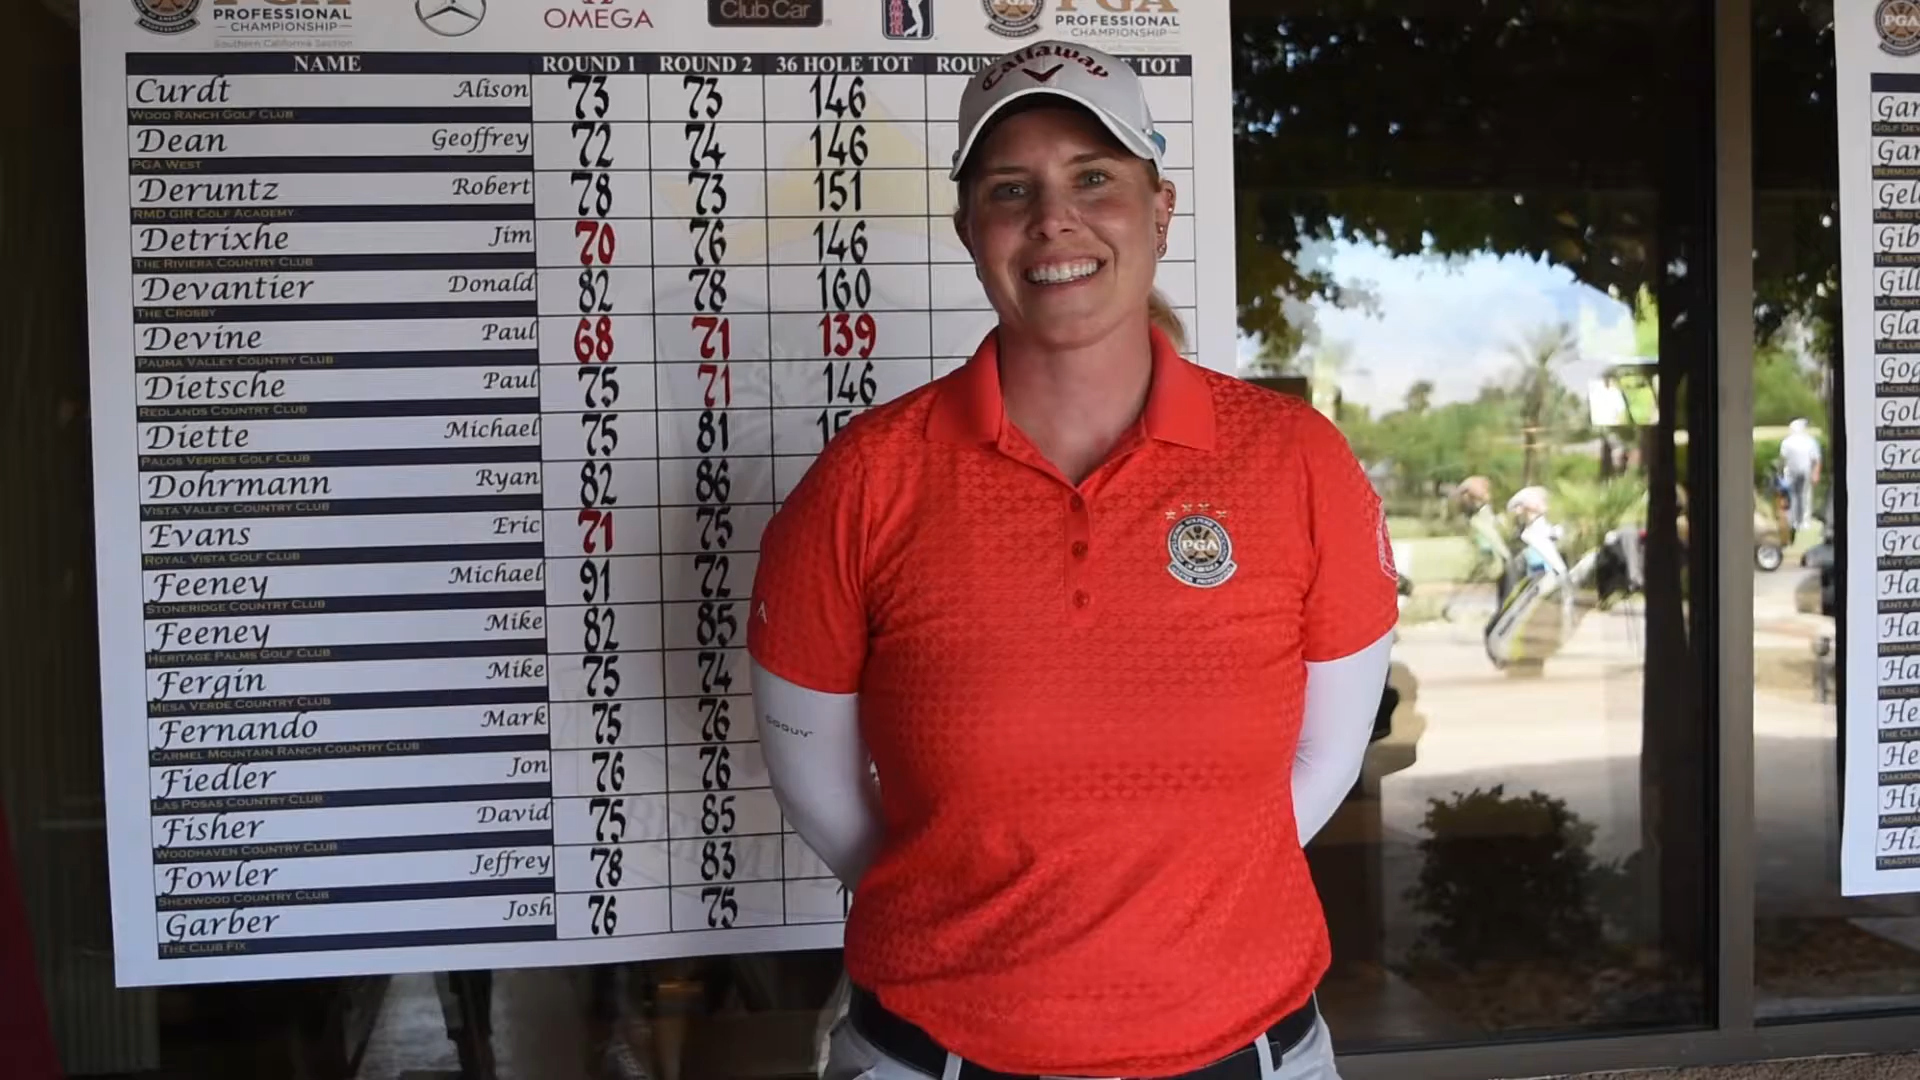 PGA
PROFESSIONAL
CHAMPIONSHIP
Southern California Section
OMEGA
Club Car
PGA
PROFESSIONAL
CHAMPIONSHIP
NAME ROUND 1 ROUND 2 36 HOLE TOT TOT
Curdt Alison 73 73 146
WOOD RANCH GOLF CLUB
Dean Geoffrey 72 74 146
PGA WEST
Deruntz Robert 78 73 151
RMD GIR GOLF ACADEMY
Detrixhe Jim 70 76 146
THE RIVIERA COUNTRY CLUB
Devantier Donald 82 78 160
THE CROSBY
Devine Paul 68 71 139
PAUMA VALLEY COUNTRY CLUB
Dietsche Paul 75 71 146
REDLANDS COUNTRY CLUB
Diette Michael 75 81
PALOS VERDES GOLF CLUB
Dohrmann Ryan 82 86
VISTA VALLEY COUNTRY CLUB
Evans Eric 71 75
ROYAL VISTA GOLF CLUB
Feeney Michael 91 72
STONERIDGE COUNTRY CLUB
Feeney Mike 82 85
HERITAGE PALMS GOLF CLUB
Fergin Mike 75 74
MESA VERDE COUNTRY CLUB
Fernando Mark 75 76
CARMEL MOUNTAIN RANCH COUNTRY CLUB
Fiedler Jon 76 76
LAS POSAS COUNTRY CLUB
Fisher David 75 85
WOODHAVEN COUNTRY CLUB
Fowler Jeffrey 78 83
SHERWOOD COUNTRY CLUB
Garber Josh 76 75
THE CLUB FIX
Callaway
PGA